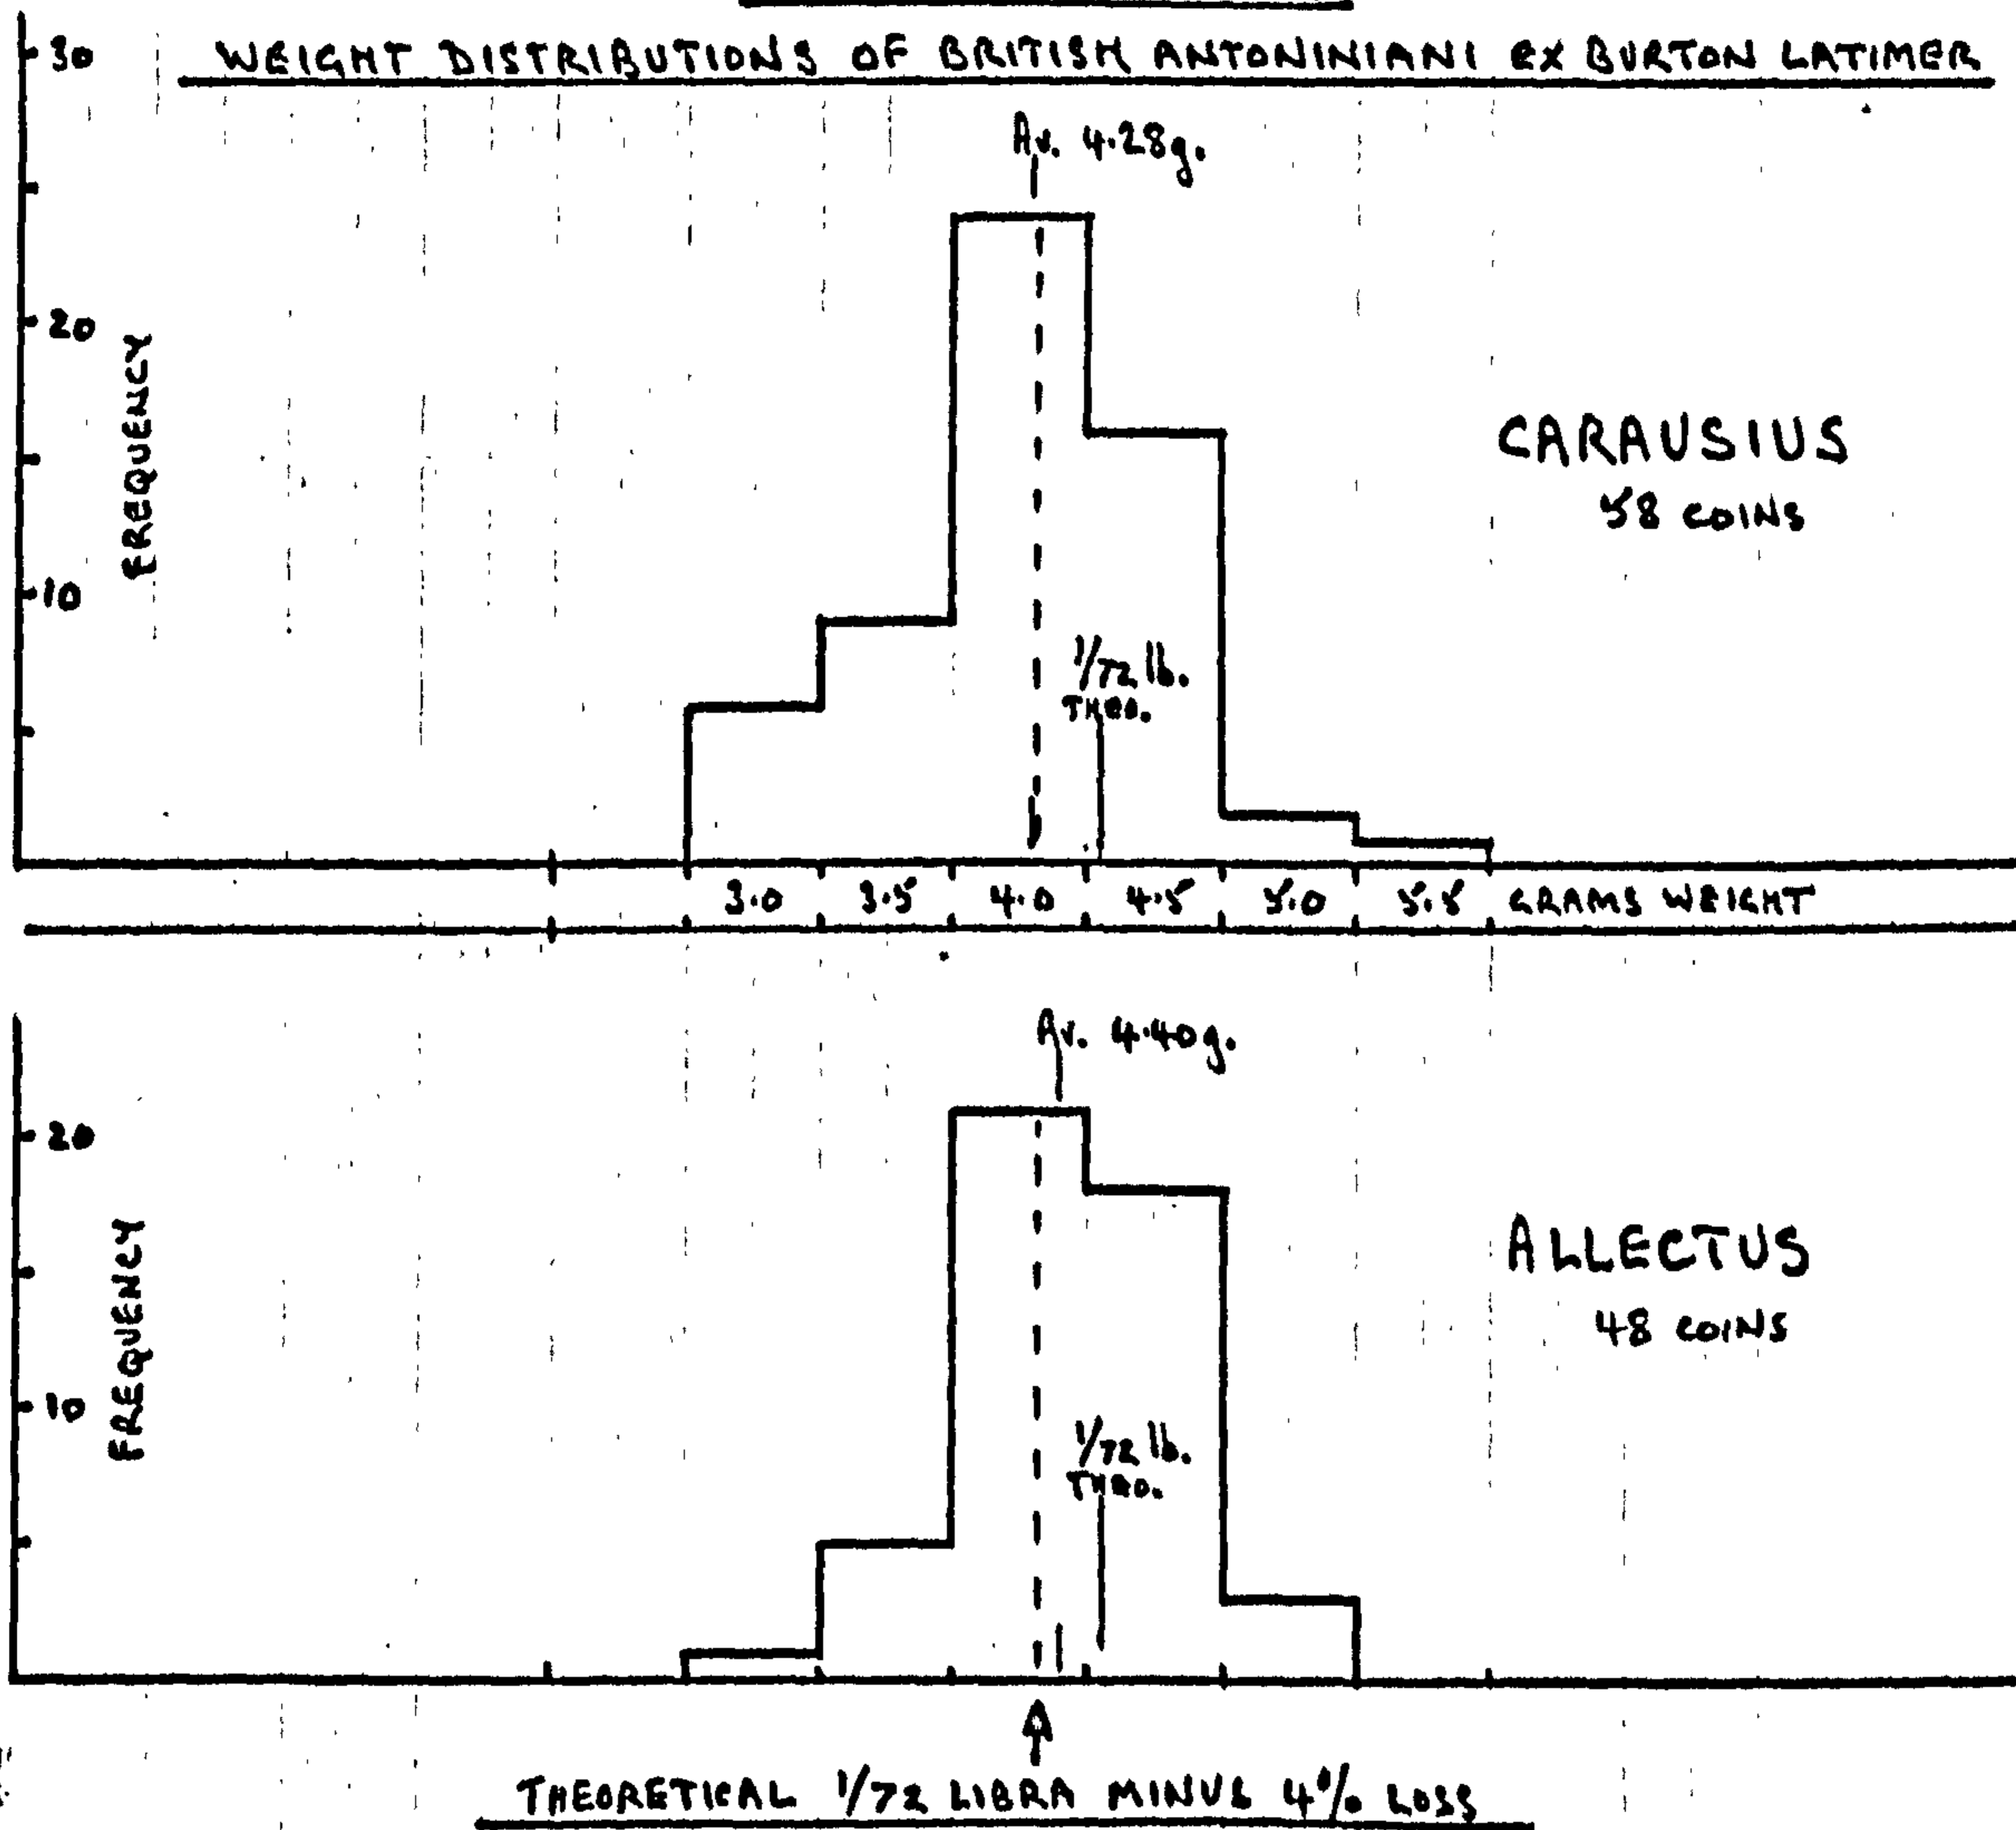 WEIGHT DISTRIBUTIONS OF BRITISH ANTONINIANI EX BURTON LATIMER
30
Av. 4.28g.
20
FREQUENCY
CARAUSIUS
58 COINS
10
1/72 lb.
THEO.
3.0 3.5 4.0 4.5 5.0 5.5 GRAMS WEIGHT
Av. 4.40g.
20
FREQUENCY
ALLECTUS
48 COINS
10
1/72 lb.
THEO.
THEORETICAL 1/72 LIBRA MINUS 4% LOSS